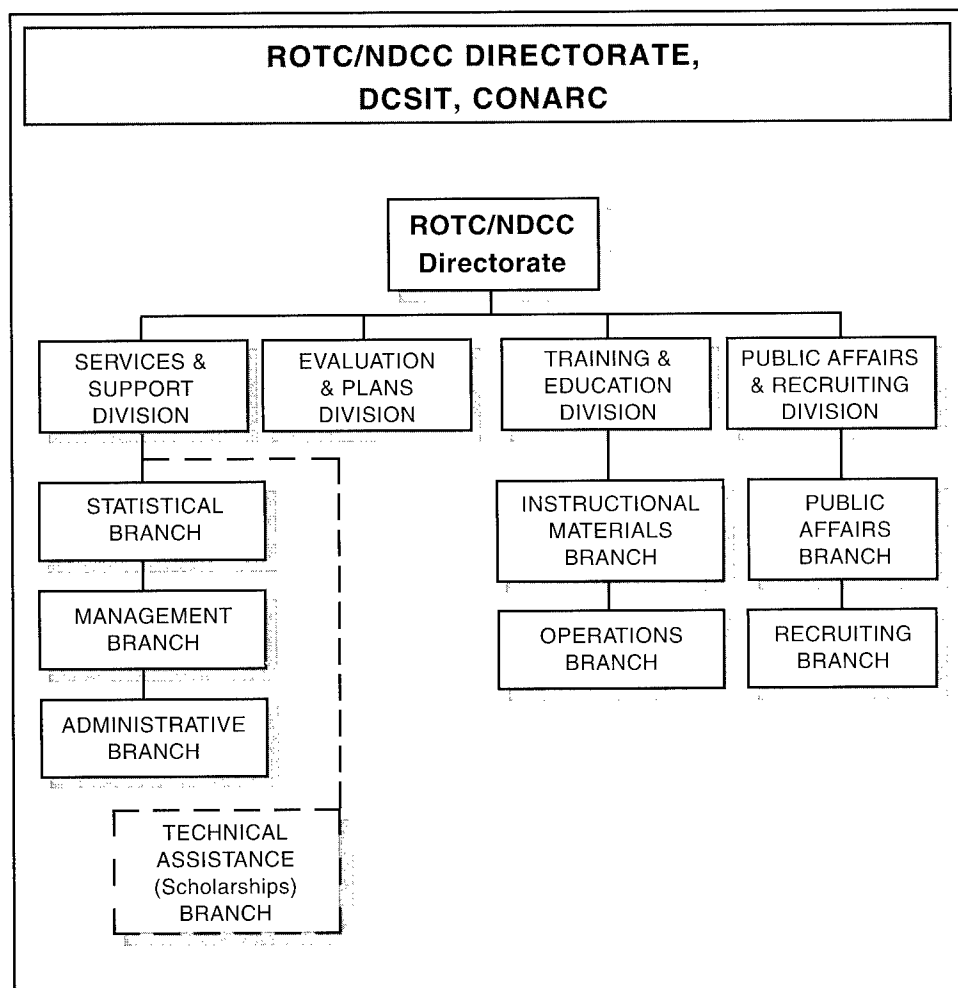 ROTC/NDCC DIRECTORATE,
DCSIT, CONARC
ROTC/NDCC
Directorate
SERVICES &
SUPPORT
DIVISION
EVALUATION
& PLANS
DIVISION
TRAINING &
EDUCATION
DIVISION
PUBLIC AFFAIRS
& RECRUITING
DIVISION
STATISTICAL
BRANCH
INSTRUCTIONAL
MATERIALS
BRANCH
PUBLIC
AFFAIRS
BRANCH
MANAGEMENT
BRANCH
OPERATIONS
BRANCH
RECRUITING
BRANCH
ADMINISTRATIVE
BRANCH
TECHNICAL
ASSISTANCE
(Scholarships)
BRANCH